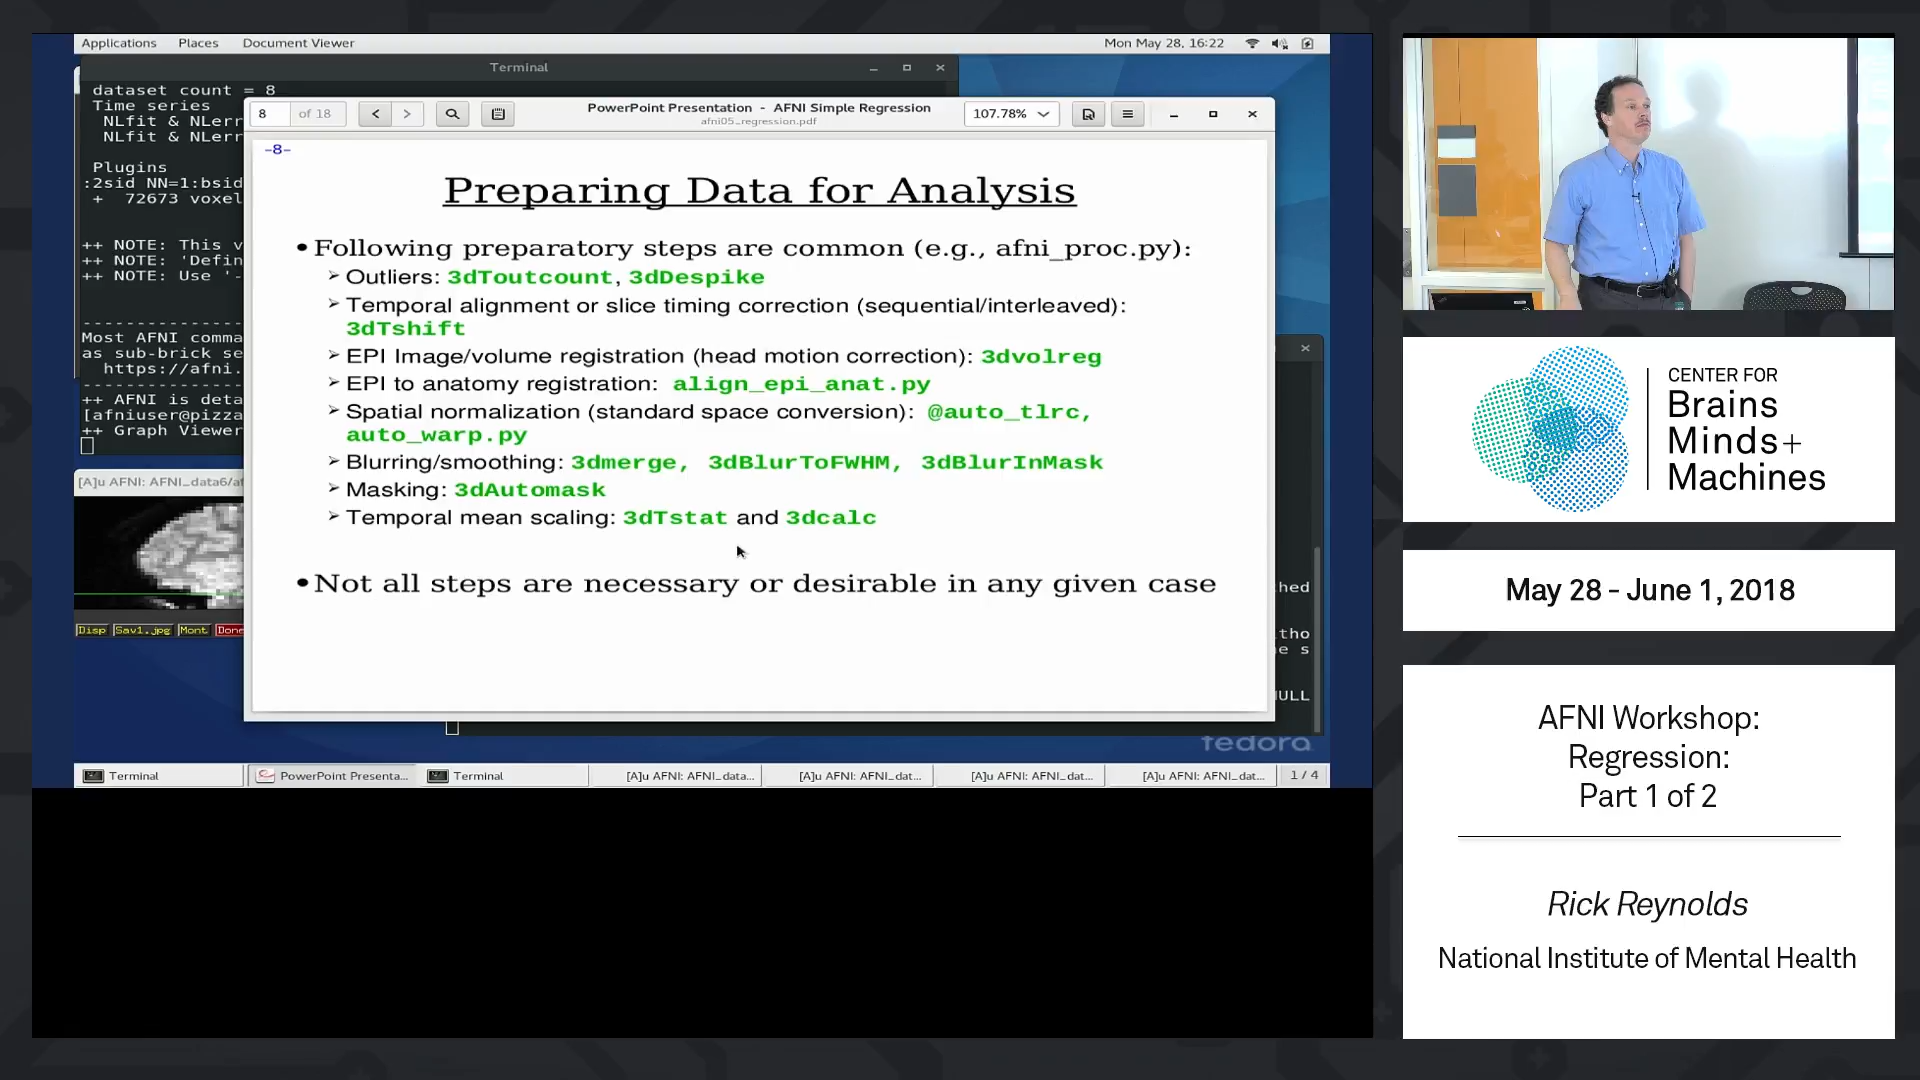 Applications Places Document Viewer Mon May 28, 16:22
Terminal
dataset count = 8
Time series
NLfit & NLerr
NLfit & NLerr
Plugins
:2sid NN=1:bsid
+ 72673 voxel
++ NOTE: This v
++ NOTE: 'Defin
++ NOTE: Use '-
Most AFNI comma
as sub-brick se
https://afni.
++ AFNI is deta
[afniuser@pizza
++ Graph Viewer
[A]u AFNI: AFNI_data6/af
Disp Sav1.jpg Mont Done
8 of 18
PowerPoint Presentation - AFNI Simple Regression
afni05_regression.pdf
107.78%
-8-
Preparing Data for Analysis
• Following preparatory steps are common (e.g., afni_proc.py):
➢ Outliers: 3dToutcount, 3dDespike
➢ Temporal alignment or slice timing correction (sequential/interleaved):
3dTshift
➢ EPI Image/volume registration (head motion correction): 3dvolreg
➢ EPI to anatomy registration: align_epi_anat.py
➢ Spatial normalization (standard space conversion): @auto_tlrc,
auto_warp.py
➢ Blurring/smoothing: 3dmerge, 3dBlurToFWHM, 3dBlurInMask
➢ Masking: 3dAutomask
➢ Temporal mean scaling: 3dTstat and 3dcalc
• Not all steps are necessary or desirable in any given case
fedora
Terminal PowerPoint Presenta... Terminal [A]u AFNI: AFNI_data... [A]u AFNI: AFNI_dat... [A]u AFNI: AFNI_dat... [A]u AFNI: AFNI_dat... 1 / 4
CENTER FOR
Brains
Minds+
Machines
May 28 - June 1, 2018
AFNI Workshop:
Regression:
Part 1 of 2
Rick Reynolds
National Institute of Mental Health